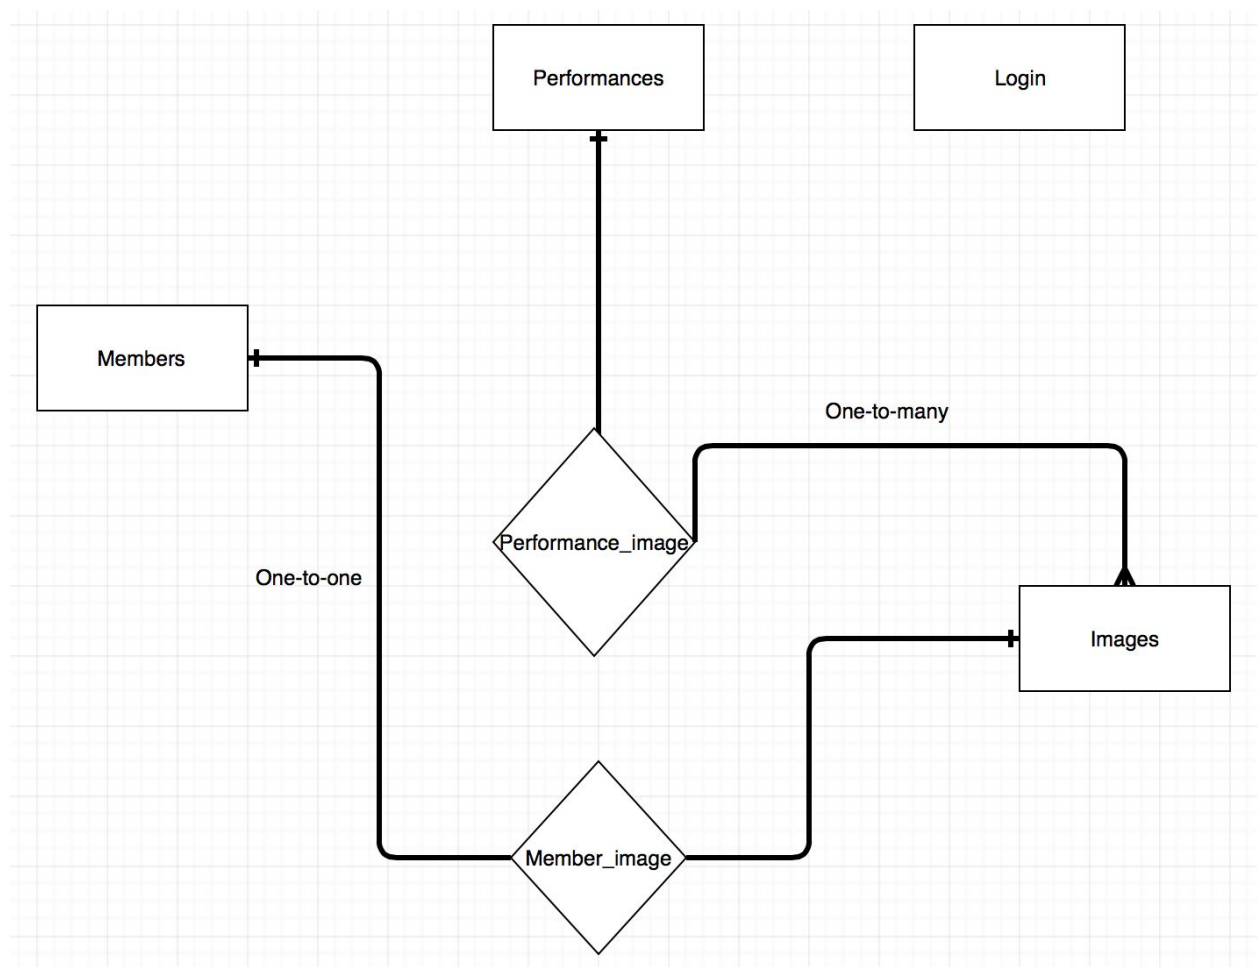 Performances
Login
Members
One-to-many
Performance_image
One-to-one
Images
Member_image